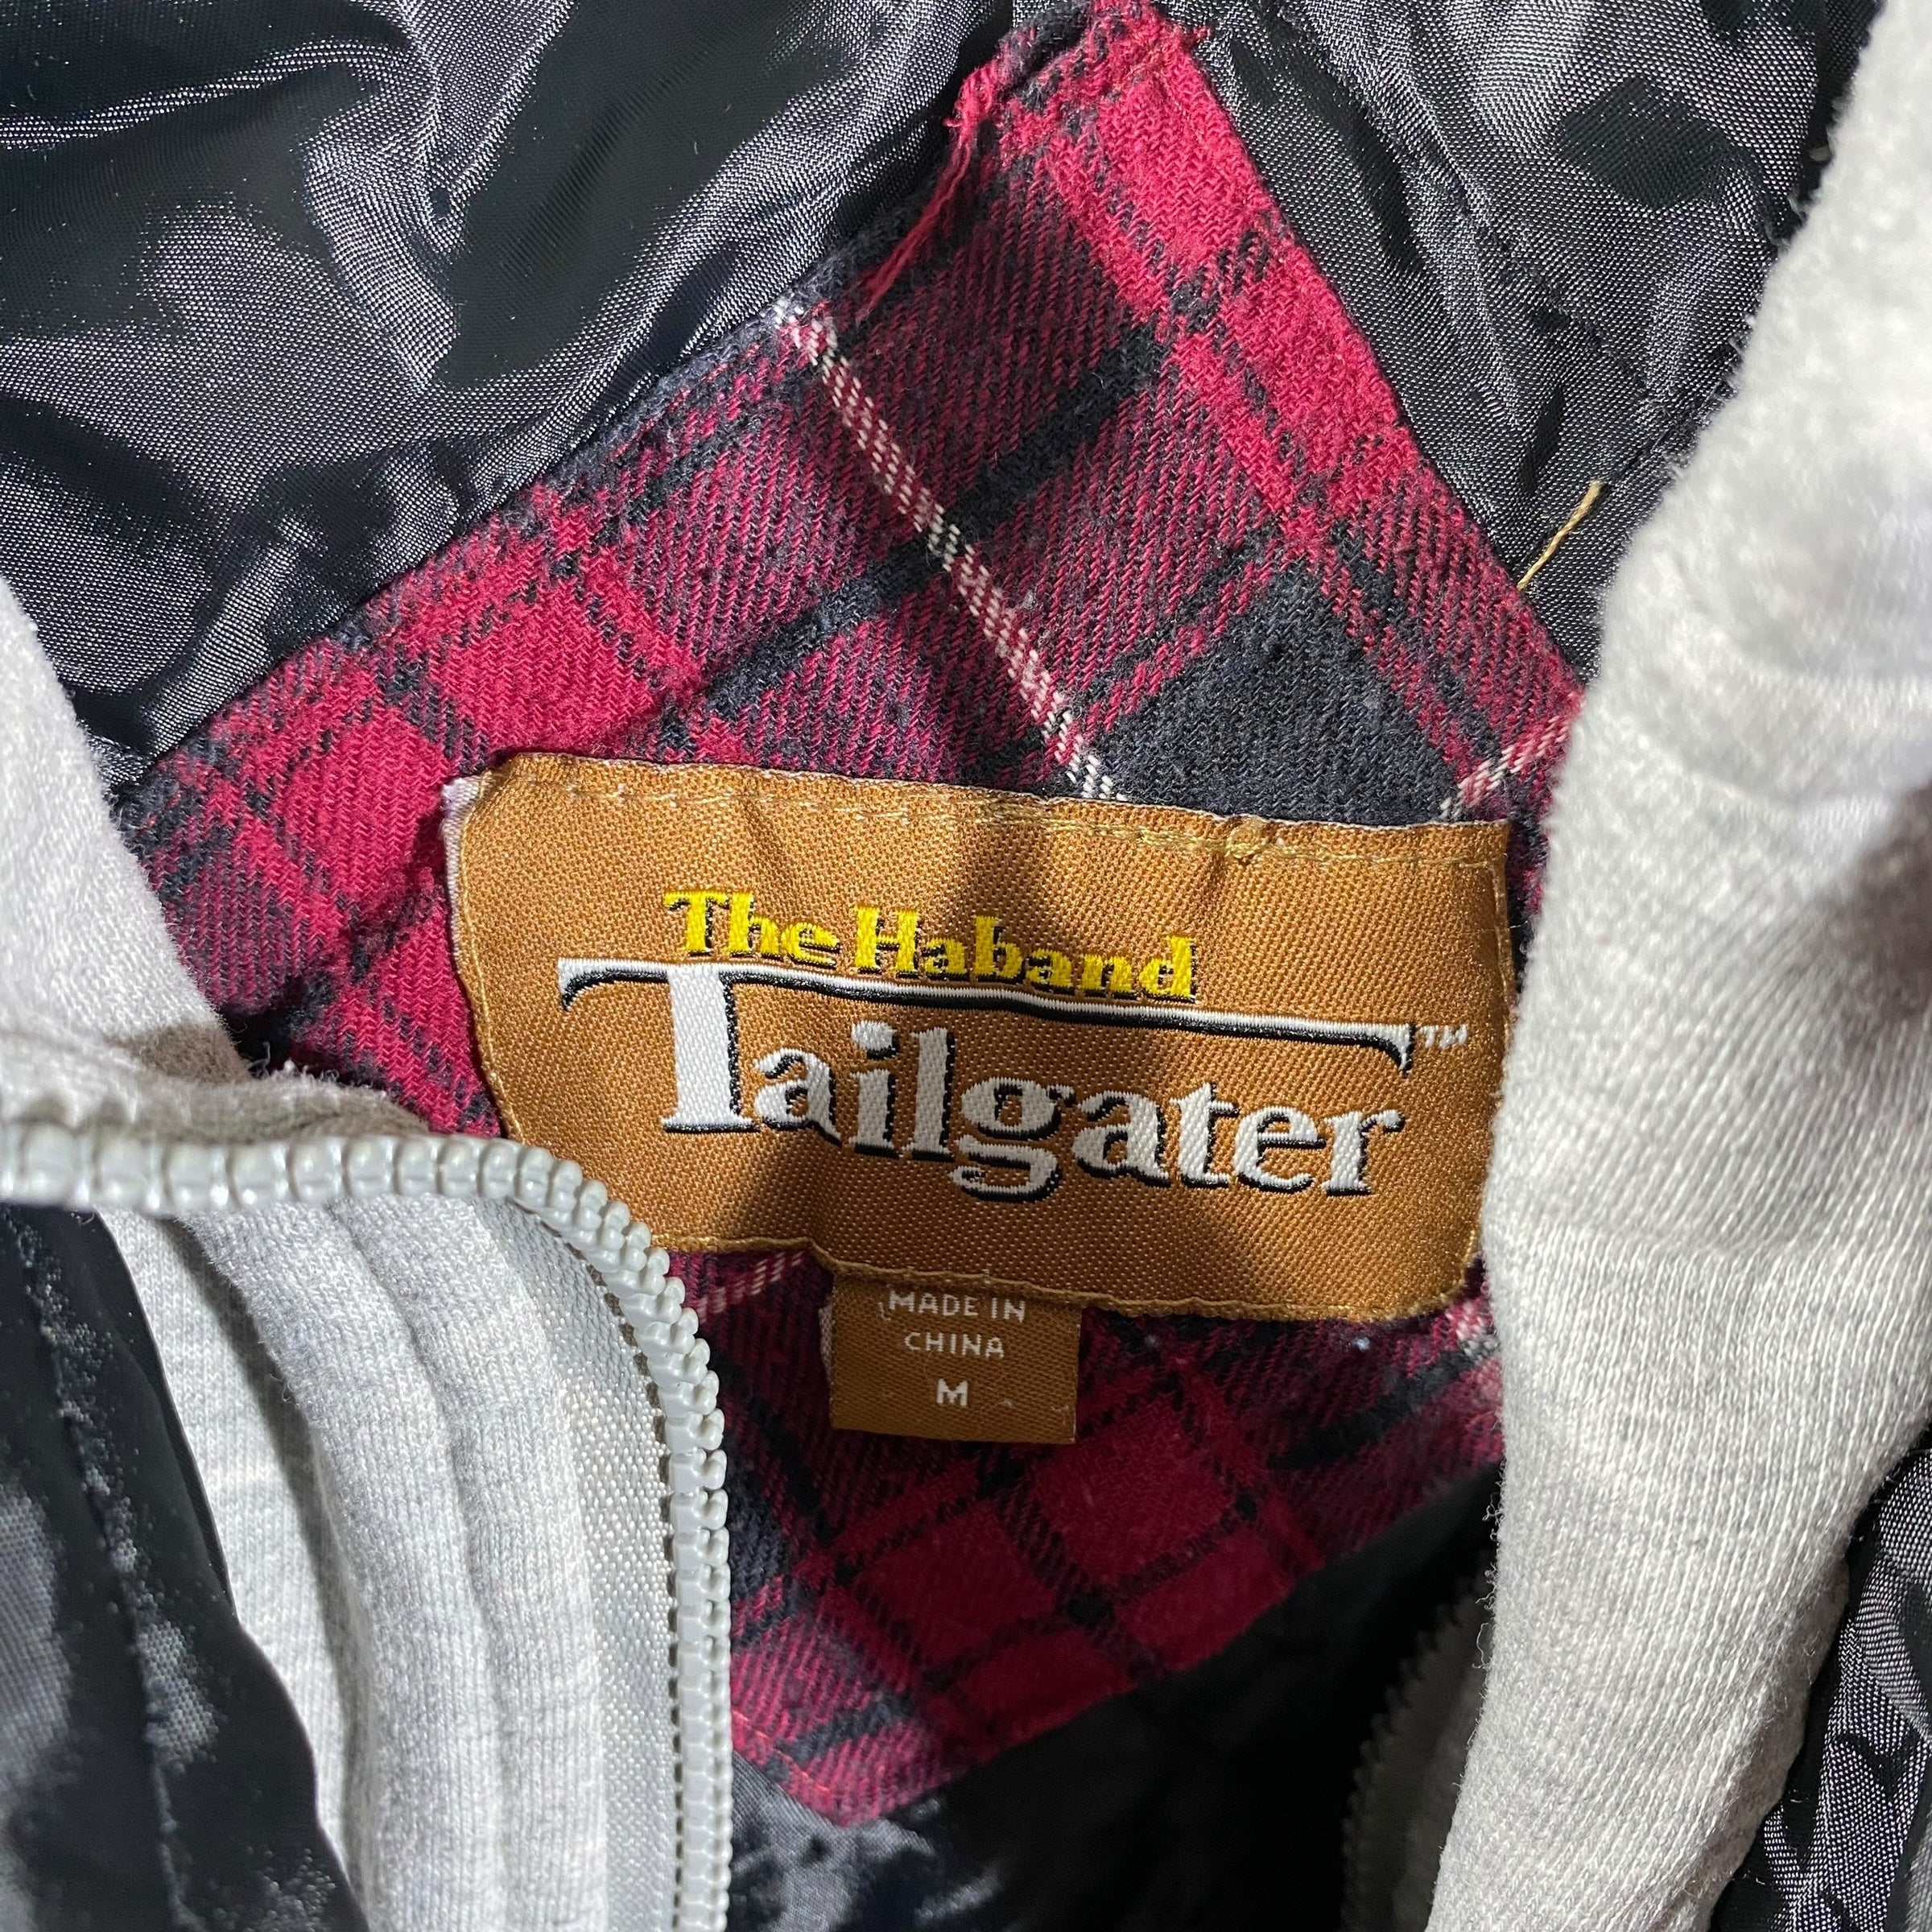 The Haband
Tailgater™
MADE IN
CHINA
M